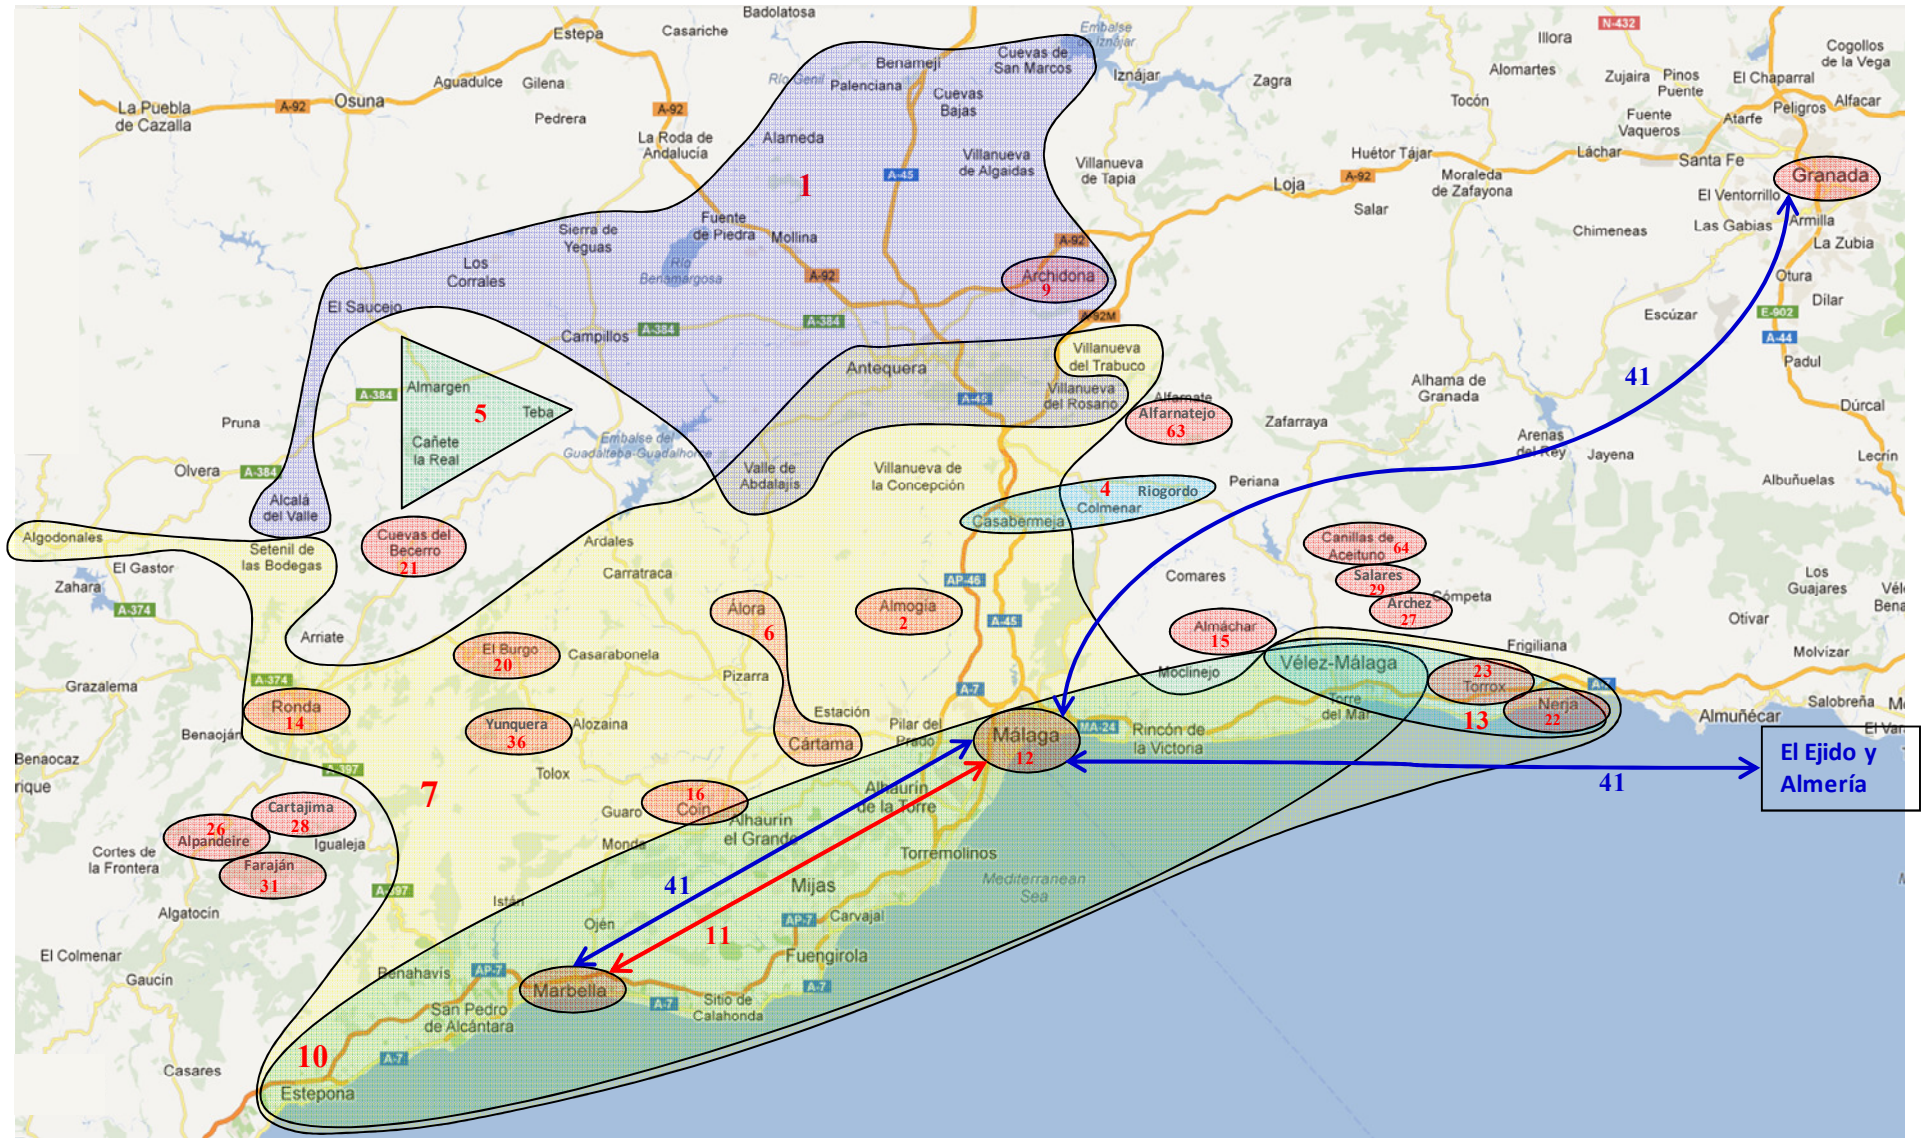 Badolatosa
Estepa
Casariche
Embalse
de Iznájar
N-432
Illora
Cogollos
de la Vega
Benamejí
Cuevas de
San Marcos
Aguadulce
Gilena
Río Genil
Palenciana
Iznájar
Zagra
Alomartes
Zujaira
Pinos
Puente
El Chaparral
La Puebla
de Cazalla
A-92
Osuna
A-92
Cuevas
Bajas
Tocón
Peligros
Alfacar
Pedrera
Fuente
Vaqueros
Atarfe
La Roda de
Andalucía
Alameda
Villanueva
de Algaidas
Villanueva
de Tapia
Huétor Tájar
Láchar
Santa Fe
1
A-45
Loja
A-92
Moraleda
de Zafayona
Granada
El Ventorrillo
Fuente
de Piedra
Mollina
Sierra de
Yeguas
Salar
Chimeneas
Las Gabias
Armilla
La Zubia
A-92
Los
Corrales
Río
Benamargosa
A-92
Archidona
9
Otura
Dílar
El Saucejo
Campillos
A-384
A-384
A-92M
Escúzar
E-902
A-44
Villanueva
del Trabuco
Padul
Antequera
Almargen
A-384
5
Teba
A-45
Villanueva
del Rosario
Alfarnate
Alfarnatejo
63
Alhama de
Granada
41
Dúrcal
Pruna
Zafarraya
Cañete
la Real
Embalse del
Guadalteba-Guadalhorce
Arenas
del Rey
Jayena
Lecrín
Olvera
A-384
Valle de
Abdalajís
Villanueva de
la Concepción
Periana
Albuñuelas
Alcalá
del Valle
4
Riogordo
Colmenar
Casabermeja
Algodonales
Setenil de
las Bodegas
Cuevas del
Becerro
21
Ardales
Canillas de
Aceituno
64
El Gastor
Carratraca
AP-46
Comares
Salares
29
Los
Guajares
Zahara
A-374
Álora
6
Almogía
2
Archez
27
Cómpeta
Vél
Bena
A-45
Almáchar
15
Otívar
Arriate
El Burgo
20
Casarabonela
Frigiliana
Molvizar
Moclinejo
Vélez-Málaga
Grazalema
A-374
Pizarra
A-7
23
Torrox
A-7
Ronda
14
Torre
del Mar
Nerja
22
Salobreña
Yunquera
36
Alozaina
Estación
Pilar del
Prado
MA-24
Rincón de
la Victoria
13
Almuñécar
Benaoján
Cártama
Málaga
12
Benaocaz
A-397
Tolox
El Ejido y
Almería
41
rique
7
16
Coín
Alhaurín
de la Torre
Cartajima
28
Guaro
Alhaurín
el Grande
26
Alpandeire
Igualeja
Monda
Cortes de
la Frontera
Faraján
31
Torremolinos
Mijas
Mediterranean
Sea
41
A-397
Istán
Algatocín
Ojén
AP-7
Carvajal
11
El Colmenar
Fuengirola
Gaucín
Benahavis
AP-7
Marbella
A-7
A-7
San Pedro
de Alcántara
Sitio de
Calahonda
10
A-7
Casares
Estepona